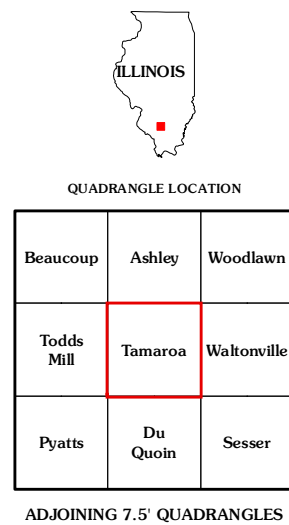 ILLINOIS
QUADRANGLE LOCATION
Beaucoup Ashley Woodlawn
Todds
Mill
Tamaroa Waltonville
Pyatts
Du
Quoin
Sesser
ADJOINING 7.5' QUADRANGLES